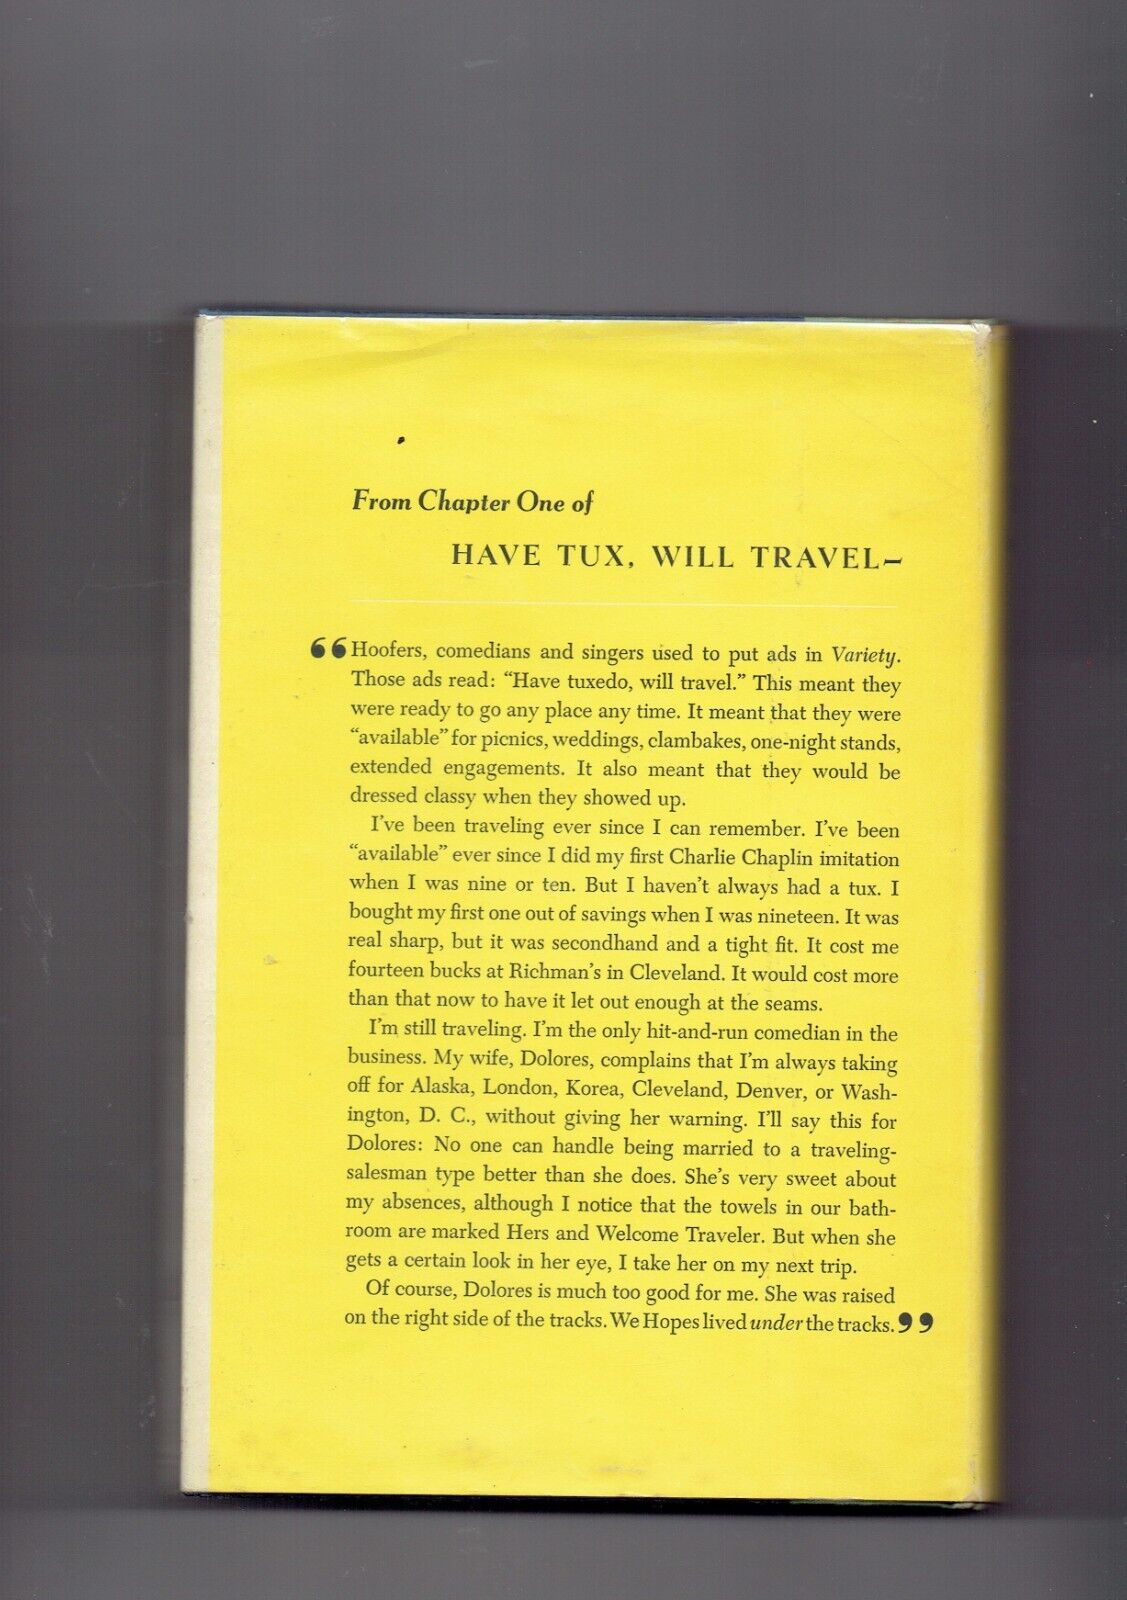 From Chapter One of
HAVE TUX, WILL TRAVEL—
“Hoofers, comedians and singers used to put ads in Variety.
Those ads read: “Have tuxedo, will travel.” This meant they
were ready to go any place any time. It meant that they were
“available” for picnics, weddings, clambakes, one-night stands,
extended engagements. It also meant that they would be
dressed classy when they showed up.
I’ve been traveling ever since I can remember. I’ve been
“available” ever since I did my first Charlie Chaplin imitation
when I was nine or ten. But I haven’t always had a tux. I
bought my first one out of savings when I was nineteen. It was
real sharp, but it was secondhand and a tight fit. It cost me
fourteen bucks at Richman’s in Cleveland. It would cost more
than that now to have it let out enough at the seams.
I’m still traveling. I’m the only hit-and-run comedian in the
business. My wife, Dolores, complains that I’m always taking
off for Alaska, London, Korea, Cleveland, Denver, or Wash-
ington, D. C., without giving her warning. I’ll say this for
Dolores: No one can handle being married to a traveling-
salesman type better than she does. She’s very sweet about
my absences, although I notice that the towels in our bath-
room are marked Hers and Welcome Traveler. But when she
gets a certain look in her eye, I take her on my next trip.
Of course, Dolores is much too good for me. She was raised
on the right side of the tracks. We Hopes lived under the tracks.”